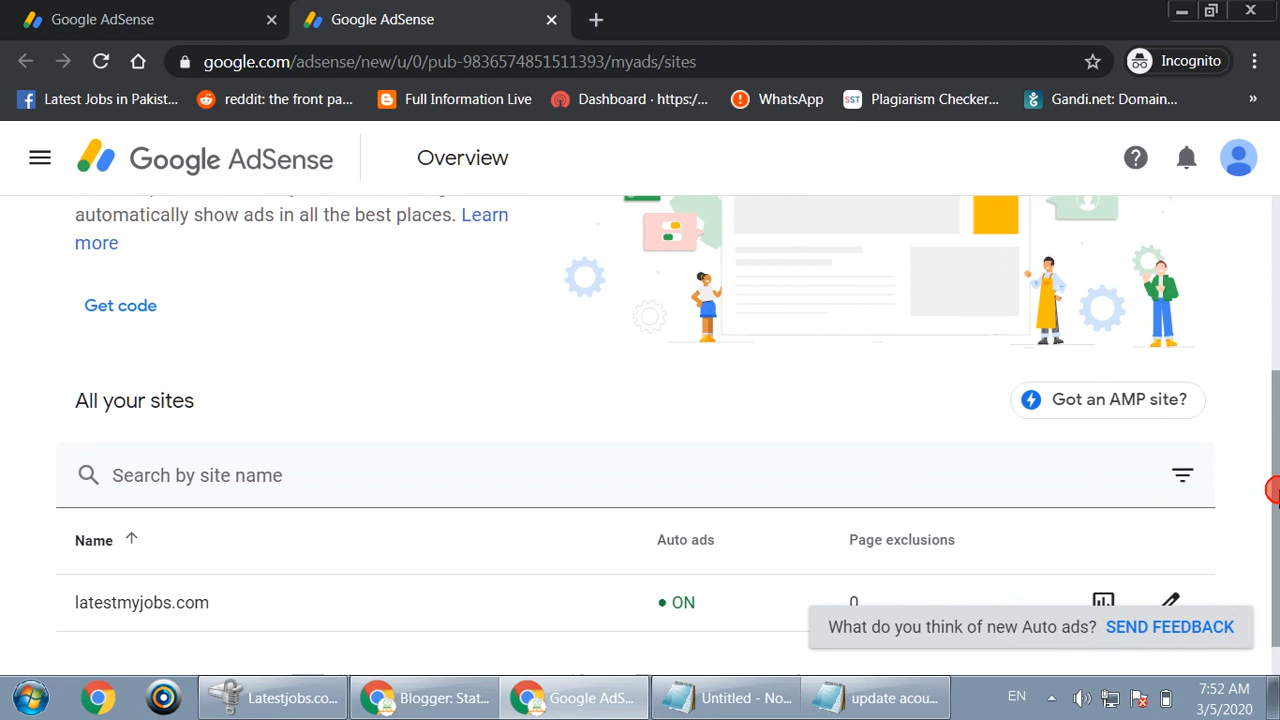 Google AdSense
Google AdSense
google.com/adsense/new/u/0/pub-9836574851511393/myads/sites
Incognito
Latest Jobs in Pakist...
reddit: the front pa...
Full Information Live
Dashboard · https:/...
WhatsApp
SST
Plagiarism Checker...
Gandi.net: Domain...
»
Google AdSense
Overview
automatically show ads in all the best places. Learn
more
Get code
All your sites
Got an AMP site?
Search by site name
Name
Auto ads
Page exclusions
latestmyjobs.com
ON
0
What do you think of new Auto ads? SEND FEEDBACK
Latestjobs.co...
Blogger: Stat...
Google AdS...
Untitled - No...
update acou...
EN
7:52 AM
3/5/2020